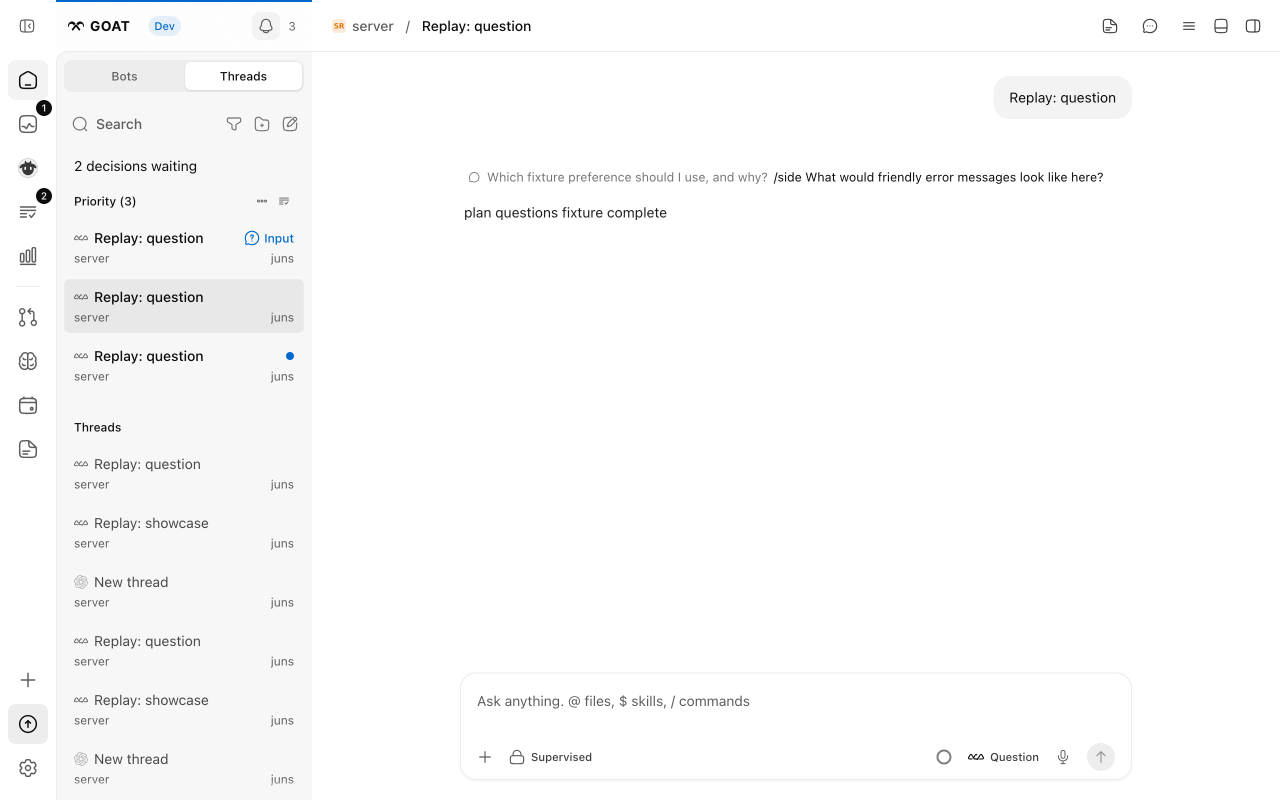 GOAT
Dev
3
server / Replay: question
Bots
Threads
Search
2 decisions waiting
Priority (3)
Replay: question
Input
server
juns
Replay: question
server
juns
Replay: question
server
juns
Threads
Replay: question
server
juns
Replay: showcase
server
juns
New thread
server
juns
Replay: question
server
juns
Replay: showcase
server
juns
New thread
server
juns
1
2
SR
Replay: question
Which fixture preference should I use, and why? /side What would friendly error messages look like here?
plan questions fixture complete
Ask anything. @ files, $ skills, / commands
Supervised
Question